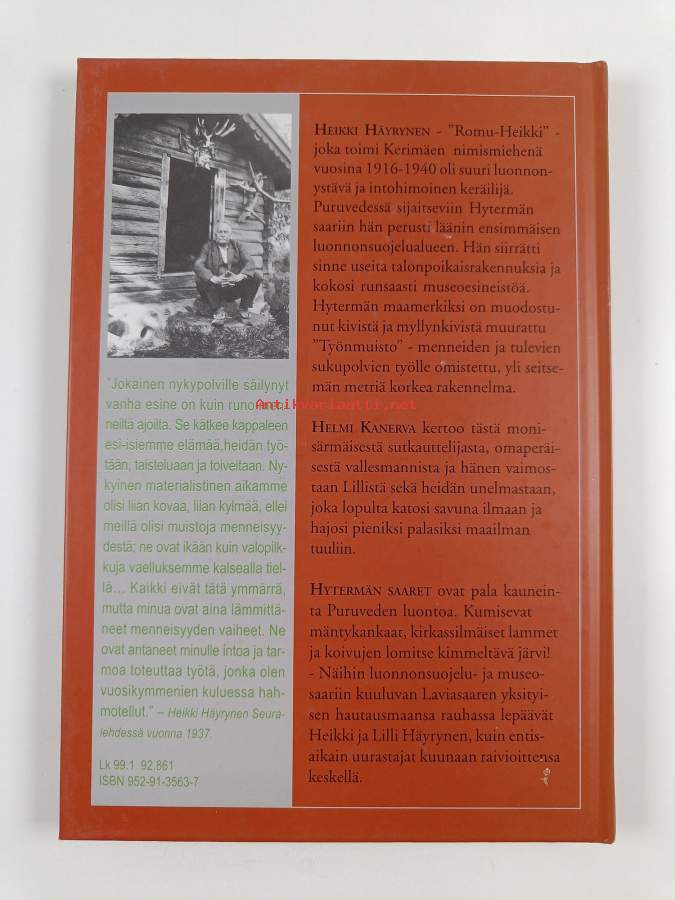 "Jokainen nykypolville säilynyt
vanha esine on kuin runo men-
neiltä ajoilta. Se kätkee kappaleen
esi-isiemme elämää,heidän työ-
tään, taisteluaan ja toiveitaan. Ny-
kyinen materialistinen aikamme
olisi liian kovaa, liian kylmää, ellei
meillä olisi muistoja menneisyy-
destä: ne ovat ikään kuin valopilk-
kuja vaelluksemme kalsealla tiel-
lä... Kaikki eivät tätä ymmärrä,
mutta minua ovat aina lämmittä-
neet menneisyyden vaiheet. Ne
ovat antaneet minulle intoa ja tar-
moa toteuttaa työtä, jonka olen
vuosikymmenien kuluessa hah-
motellut." – Heikki Häyrynen Seura-
lehdessä vuonna 1937.
Lk 99.1 92.861
ISBN 952-91-3563-7
HEIKKI HÄYRYNEN - "Romu-Heikki" -
joka toimi Kerimäen nimismiehenä
vuosina 1916-1940 oli suuri luonnon-
ystävä ja intohimoinen keräilijä.
Puruvedessä sijaitseviin Hytermän
saariin hän perusti läänin ensimmäisen
luonnonsuojelualueen. Hän siirrätti
sinne useita talonpoikaisrakennuksia ja
kokosi runsaasti museoesineistöä.
Hytermän maamerkiksi on muodostu-
nut kivistä ja myllynkivistä muurattu
"Työnmuisto" - menneiden ja tulevien
sukupolvien työlle omistettu, yli seitse-
män metriä korkea rakennelma.
Antikvariaatti.net
HELMI KANERVA kertoo tästä moni-
särmäisestä sutkauttelijasta, omaperäi-
sestä vallesmannista ja hänen vaimos-
taan Lillistä sekä heidän unelmastaan,
joka lopulta katosi savuna ilmaan ja
hajosi pieniksi palasiksi maailman
tuuliin.
HYTERMÄN SAARET ovat pala kaunein-
ta Puruveden luontoa. Kumisevat
mäntykankaat, kirkassilmäiset lammet
ja koivujen lomitse kimmeltävä järvi!
- Näihin luonnonsuojelu- ja museo-
saariin kuuluvan Laviasaaren yksityi-
sen hautausmaansa rauhassa lepäävät
Heikki ja Lilli Häyrynen, kuin entis-
aikain uurastajat kuunaan raivioittensa
keskellä.